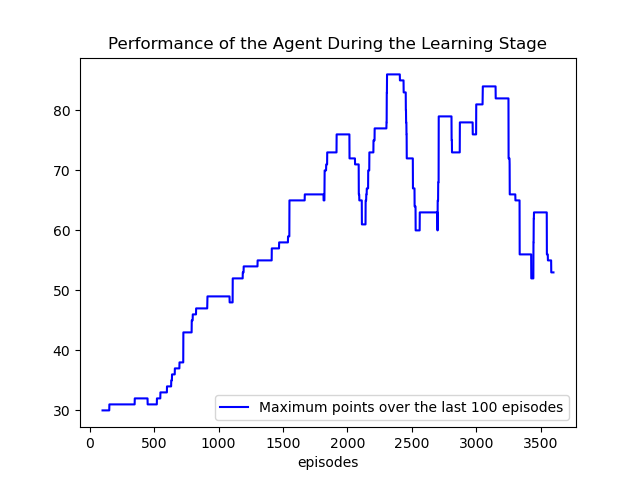 Performance of the Agent During the Learning Stage
80
70
60
50
40
30
Maximum points over the last 100 episodes
0 500 1000 1500 2000 2500 3000 3500
episodes